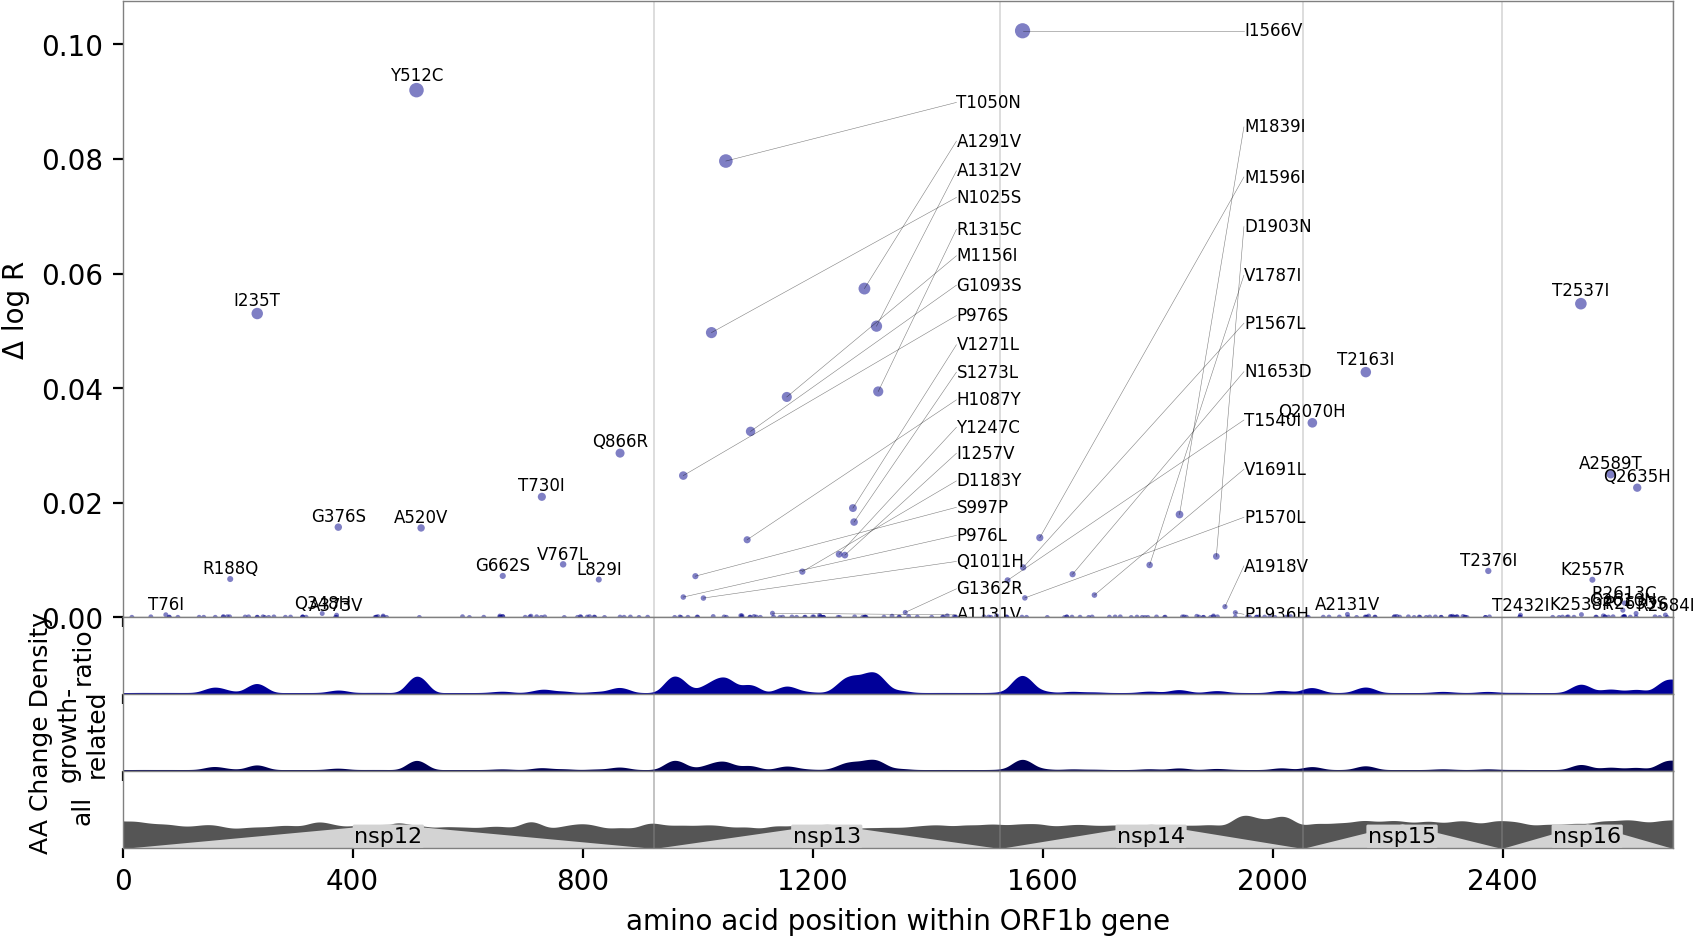 0.10
0.08
0.06
0.04
0.02
0.00
Δ log R
I1566V
Y512C
T1050N
M1839I
A1291V
A1312V
M1596I
N1025S
R1315C
D1903N
M1156I
V1787I
G1093S
T2537I
I235T
P976S
P1567L
V1271L
T2163I
S1273L
N1653D
H1087Y
Q2070H
T1540I
Y1247C
Q866R
I1257V
A2589T
V1691L
Q2635H
D1183Y
T730I
S997P
G376S
A520V
P1570L
P976L
V767L
Q1011H
T2376I
G662S
L829I
R188Q
A1918V
K2557R
G1362R
T76I
A373V
A1131V
P1936H
A2131V
T2432I
AA Change Density
ratio
growth-
related
all
nsp12
nsp13
nsp14
nsp15
nsp16
0
400
800
1200
1600
2000
2400
amino acid position within ORF1b gene